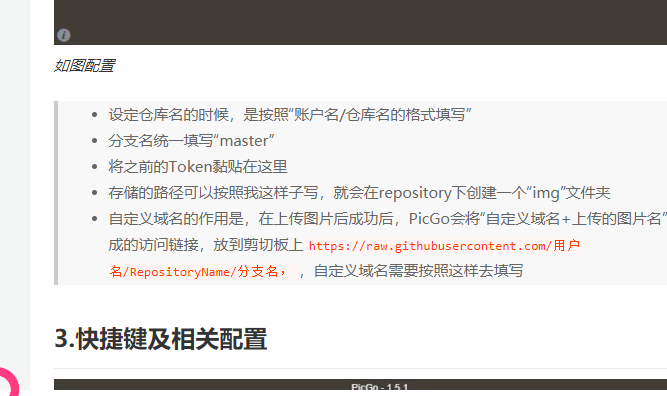 如图配置
设定仓库名的时候，是按照“账户名/仓库名的格式填写”
分支名统一填写“master”
将之前的Token黏贴在这里
存储的路径可以按照我这样子写，就会在repository下创建一个“img”文件夹
自定义域名的作用是，在上传图片后成功后，PicGo会将“自定义域名+上传的图片名”
成的访问链接，放到剪切板上 https://raw.githubusercontent.com/用户
名/RepositoryName/分支名， ，自定义域名需要按照这样去填写
3.快捷键及相关配置
PicGo - 1.5.1